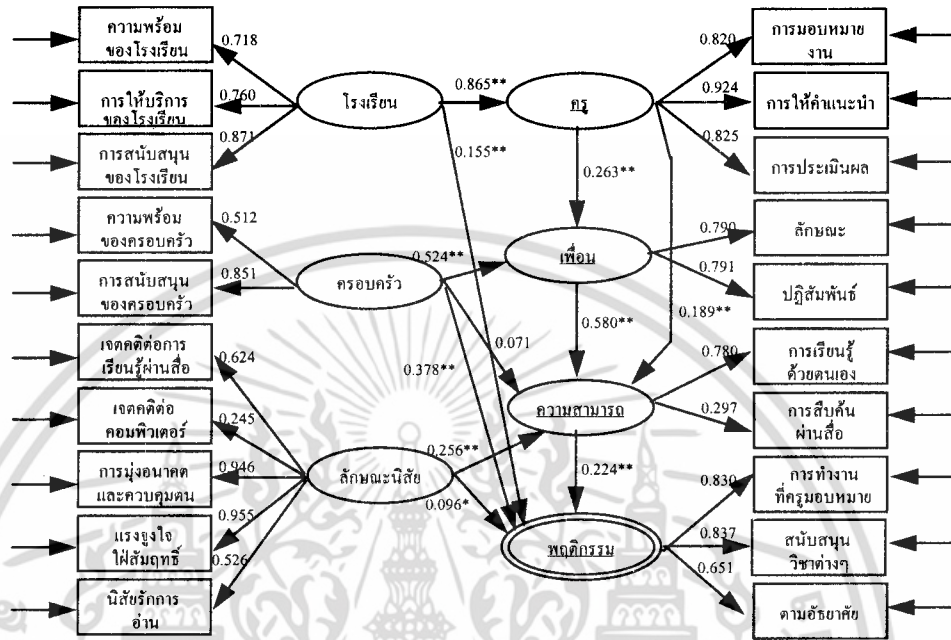 ความพร้อม
ของโรงเรียน
0.718
0.820
การมอบหมาย
งาน
การให้บริการ
ของโรงเรียน
0.760
โรงเรียน
0.865**
ครู
0.924
การให้คำแนะนำ
การสนับสนุน
ของโรงเรียน
0.871
0.155**
0.825
การประเมินผล
0.263**
ความพร้อม
ของครอบครัว
0.512
0.790
ลักษณะ
0.524**
เพื่อน
การสนับสนุน
ของครอบครัว
0.851
ครอบครัว
0.791
ปฏิสัมพันธ์
0.189**
เจตคติต่อการ
เรียนรู้ผ่านสื่อ
0.624
0.071
0.580**
0.780
การเรียนรู้
ด้วยตนเอง
0.378**
เจตคติต่อ
คอมพิวเตอร์
0.245
ความสามารถ
0.297
การสืบค้น
ผ่านสื่อ
การมุ่งอนาคต
และควบคุมตน
0.946
ลักษณะนิสัย
0.256**
0.224**
0.830
การทำงาน
ที่ครูมอบหมาย
0.096*
แรงจูงใจ
ใฝ่สัมฤทธิ์
0.955
พฤติกรรม
0.837
สนับสนุน
วิชาต่างๆ
0.526
0.651
นิสัยรักการ
อ่าน
ตามอัธยาศัย